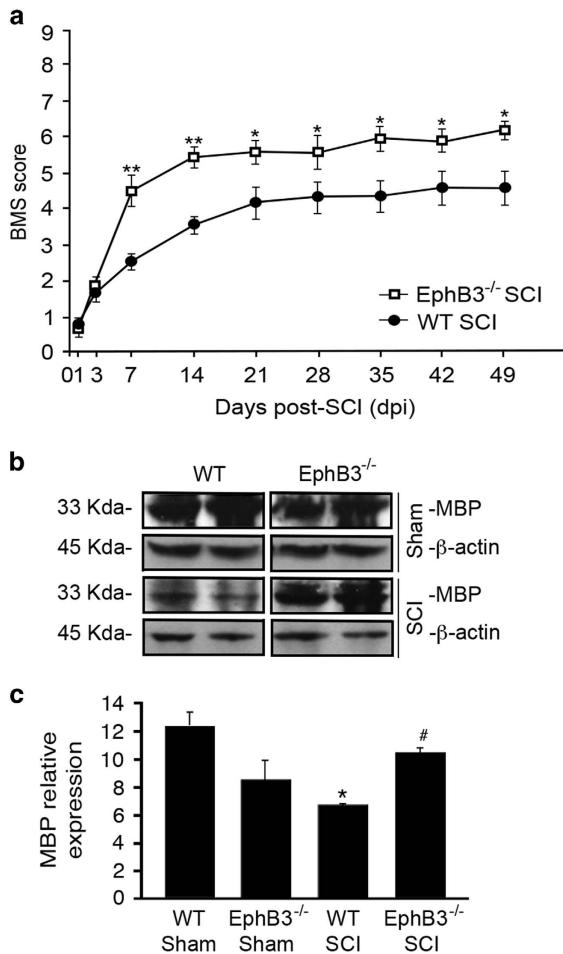 a
9
8
7
6
5
4
3
2
1
0
BMS score
** ** * * * * *
EphB3-/- SCI
WT SCI
01 3 7 14 21 28 35 42 49
Days post-SCI (dpi)
b
WT EphB3-/-
33 Kda- -MBP
45 Kda- -β-actin
Sham
33 Kda- -MBP
45 Kda- -β-actin
SCI
c
14
12
10
8
6
4
2
0
MBP relative
expression
* #
WT EphB3-/- WT EphB3-/-
Sham Sham SCI SCI